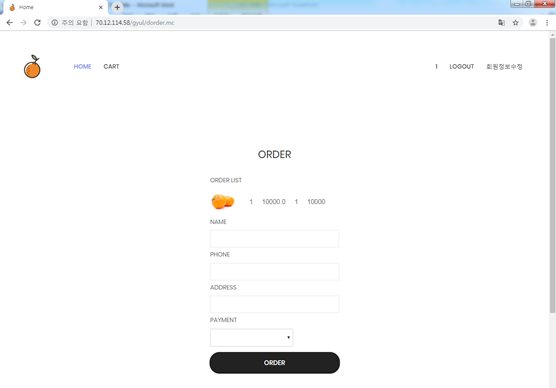 Home
주의 요함 | 70.12.114.58/gyul/dorder.mc
HOME CART 1 LOGOUT 회원정보수정
ORDER
ORDER LIST
1 10000.0 1 10000
NAME
PHONE
ADDRESS
PAYMENT
ORDER